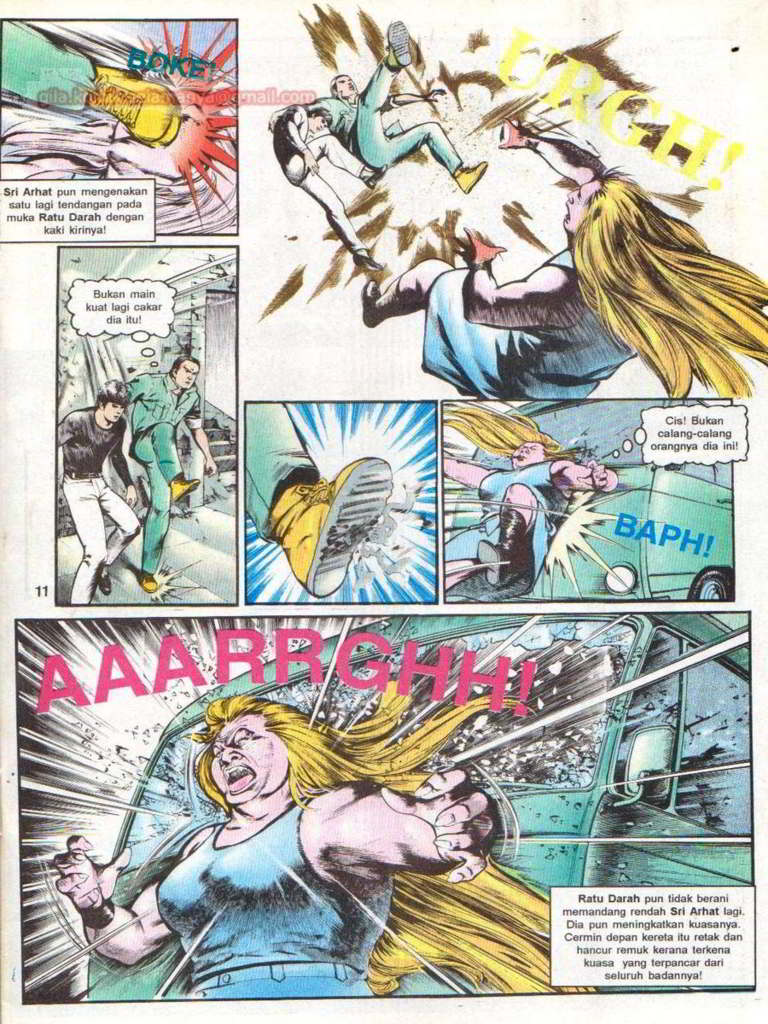 BOKE!
Sri Arhat pun mengenakan
satu lagi tendangan pada
muka Ratu Darah dengan
kaki kirinya!
URGH!
Bukan main
kuat lagi cakar
dia itu!
Cis! Bukan
calang-calang
orangnya dia ini!
BAPH!
11
AAARRGHH!
Ratu Darah pun tidak berani
memandang rendah Sri Arhat lagi.
Dia pun meningkatkan kuasanya.
Cermin depan kereta itu retak dan
hancur remuk kerana terkena
kuasa yang terpancar dari
seluruh badannya!